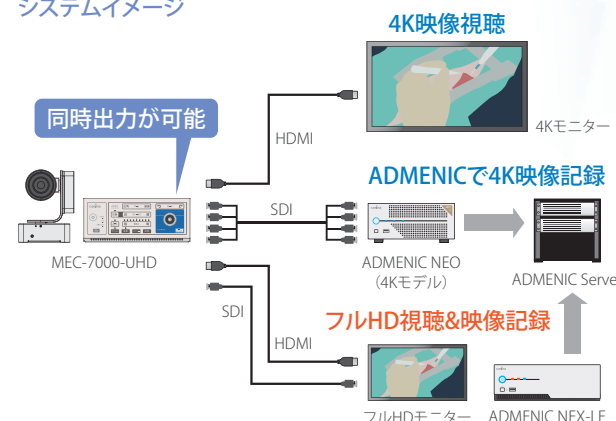 システムイメージ
4K映像視聴
同時出力が可能
HDMI
4Kモニター
ADMENICで4K映像記録
SDI
MEC-7000-UHD
ADMENIC NEO
（4Kモデル）
ADMENIC Serve
SDI
フルHD視聴&映像記録
HDMI
フルHDモニター
ADMENIC NEX-LE